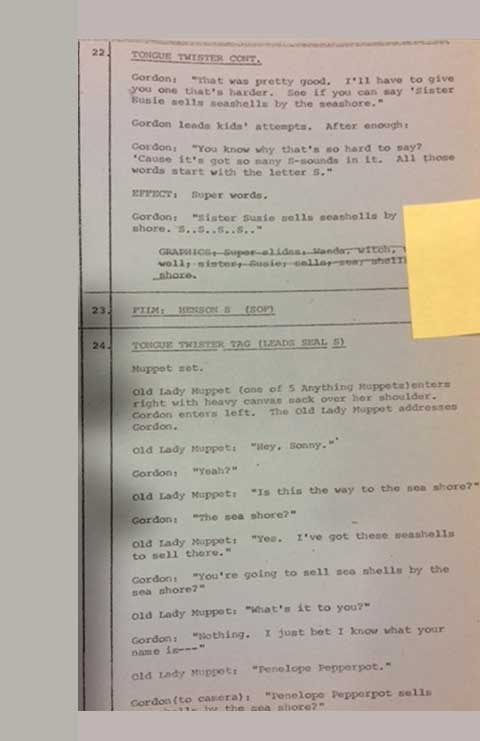 22. TONGUE TWISTER CONT.
Gordon: "That was pretty good. I'll have to give
you one that's harder. See if you can say 'Sister
Susie sells seashells by the seashore."
Gordon leads kids' attempts. After enough:
Gordon: "You know why that's so hard to say?
'Cause it's got so many S-sounds in it. All those
words start with the letter S."
EFFECT: Super words.
Gordon: "Sister Susie sells seashells by
shore. S..S..S..S.."
GRAPHICS: Super slides, Wanda, witch,
well; sister, Susie, sells, sea, shell
shore.
23. FILM: HENSON S (SOF)
24. TONGUE TWISTER TAG (LEADS SEAL S)
Muppet set.
Old Lady Muppet (one of 5 Anything Muppets)enters
right with heavy canvas sack over her shoulder.
Gordon enters left. The Old Lady Muppet addresses
Gordon.
Old Lady Muppet: "Hey, Sonny."
Gordon: "Yeah?"
Old Lady Muppet: "Is this the way to the sea shore?"
Gordon: "The sea shore?"
Old Lady Muppet: "Yes. I've got these seashells
to sell there."
Gordon: "You're going to sell sea shells by the
sea shore?"
Old Lady Muppet: "What's it to you?"
Gordon: "Nothing. I just bet I know what your
name is---"
Old Lady Muppet: "Penelope Pepperpot."
Gordon(to camera): "Penelope Pepperpot sells
by the sea shore?"